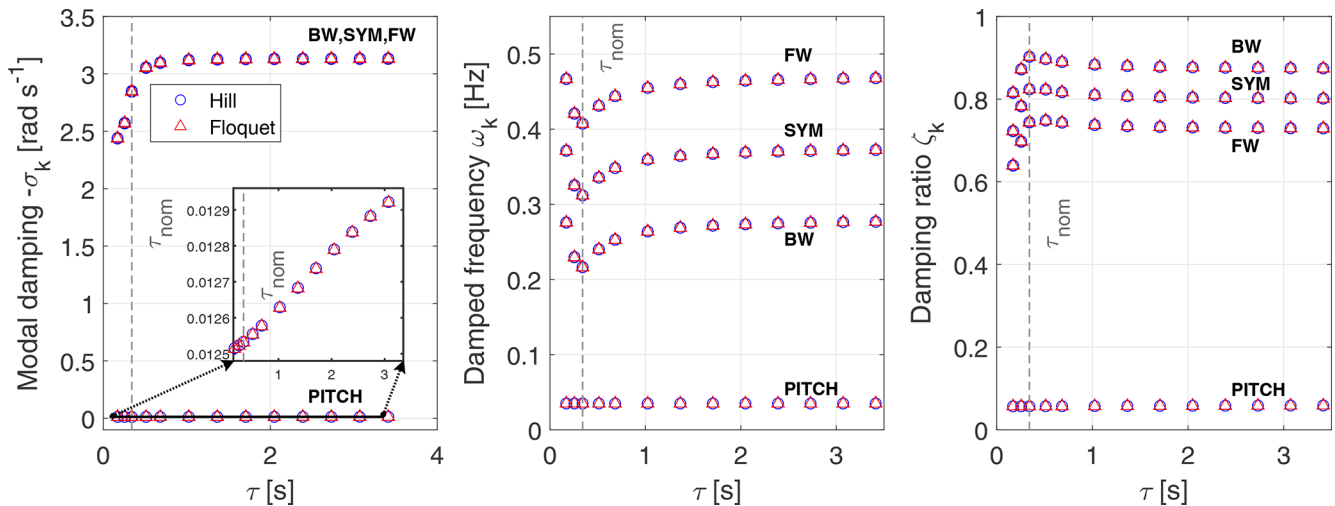 Modal damping -σk [rad s-1]
3.5
3
2.5
2
1.5
1
0.5
0
0
2
4
τ [s]
BW,SYM,FW
Hill
Floquet
τnom
τnom
0.0129
0.0128
0.0127
0.0126
0.0125
1
2
3
PITCH
Damped frequency ωk [Hz]
0.5
0.4
0.3
0.2
0.1
0
0
1
2
3
τ [s]
τnom
FW
SYM
BW
PITCH
Damping ratio ζk
1
0.8
0.6
0.4
0.2
0
0
1
2
3
τ [s]
BW
SYM
FW
τnom
PITCH